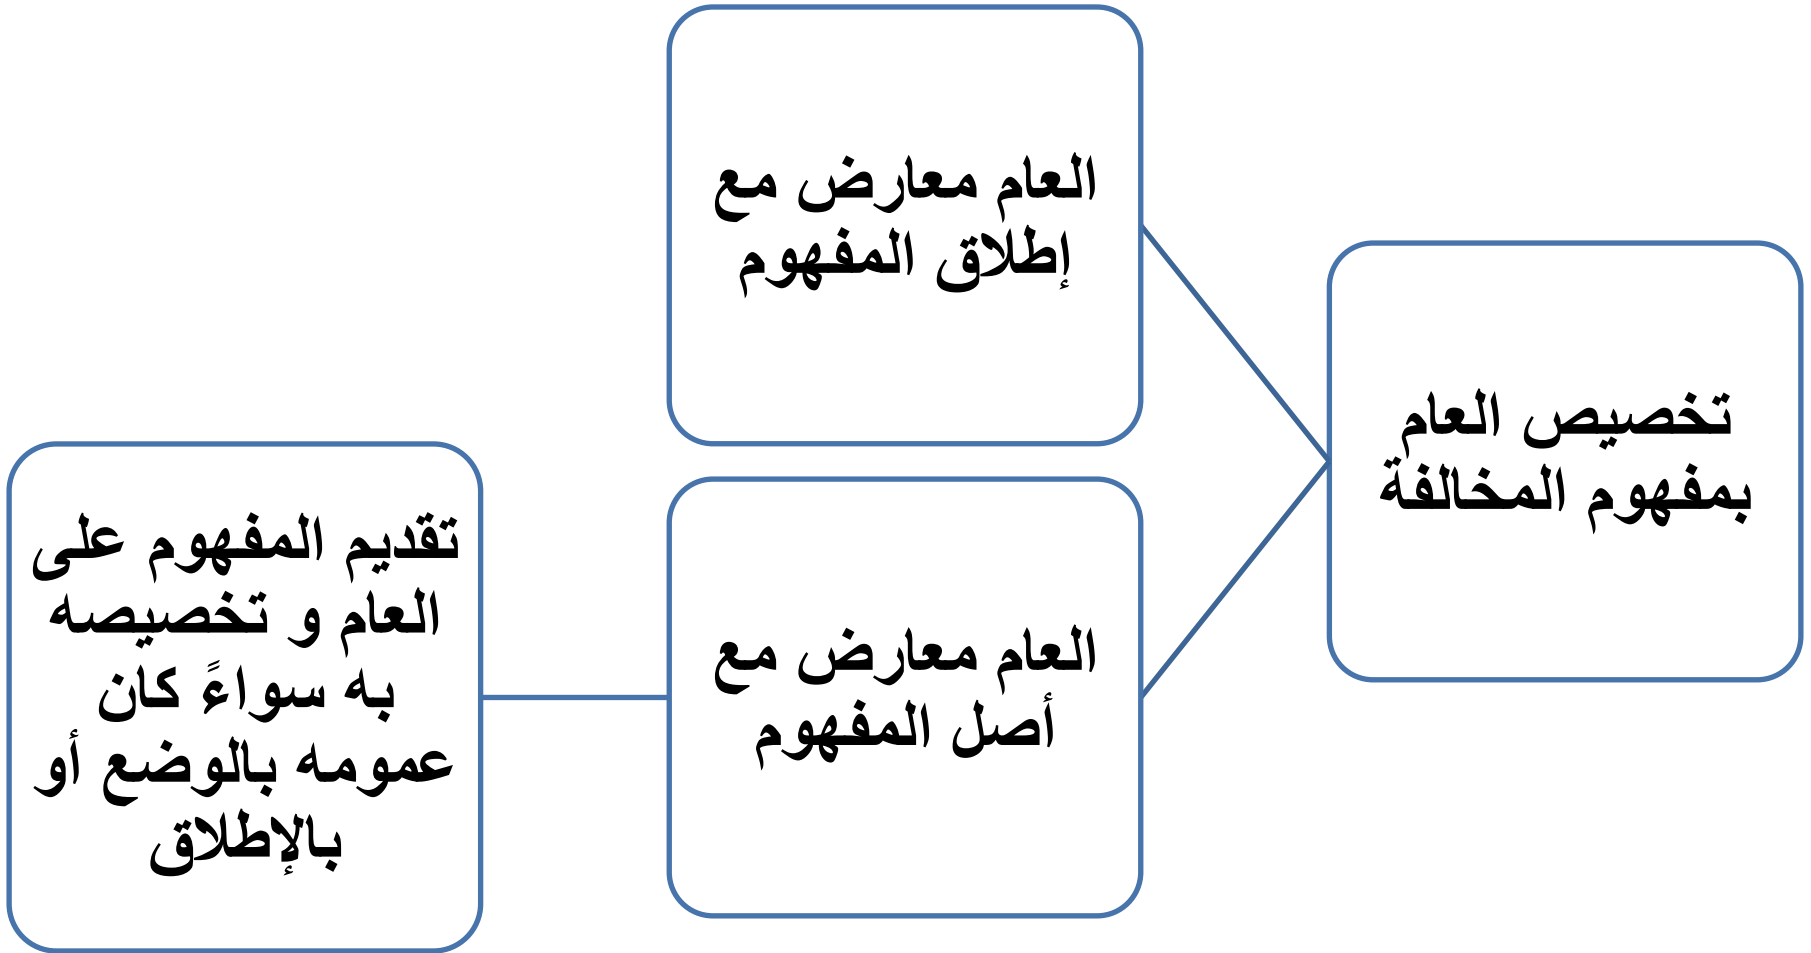 تخصيص العام
بمفهوم المخالفة
العام معارض مع
إطلاق المفهوم
العام معارض مع
أصل المفهوم
تقديم المفهوم على
العام و تخصيصه
به سواءً كان
عمومه بالوضع أو
بالإطلاق